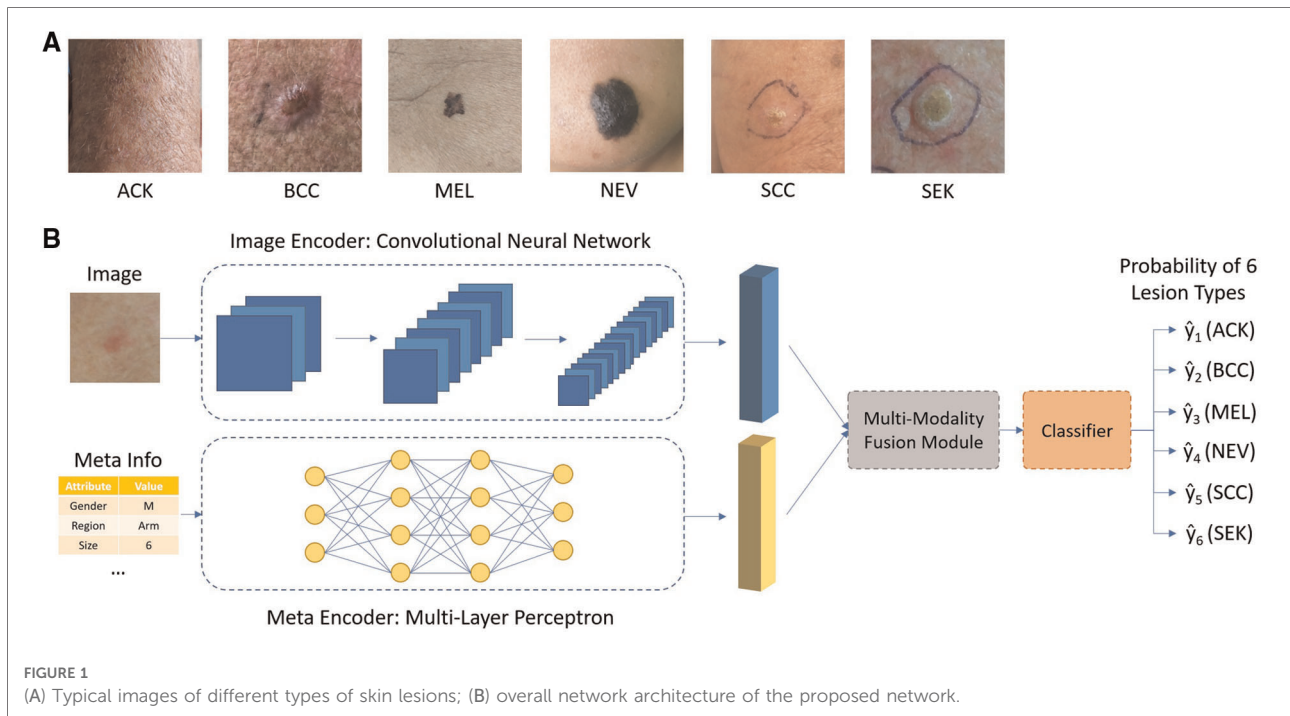 A
ACK
BCC
MEL
NEV
SCC
SEK
B
Image Encoder: Convolutional Neural Network
Image
Meta Info
Attribute Value
Gender M
Region Arm
Size 6
...
Meta Encoder: Multi-Layer Perceptron
Multi-Modality
Fusion Module
Classifier
Probability of 6
Lesion Types
ŷ₁ (ACK)
ŷ₂ (BCC)
ŷ₃ (MEL)
ŷ₄ (NEV)
ŷ₅ (SCC)
ŷ₆ (SEK)
FIGURE 1
(A) Typical images of different types of skin lesions; (B) overall network architecture of the proposed network.